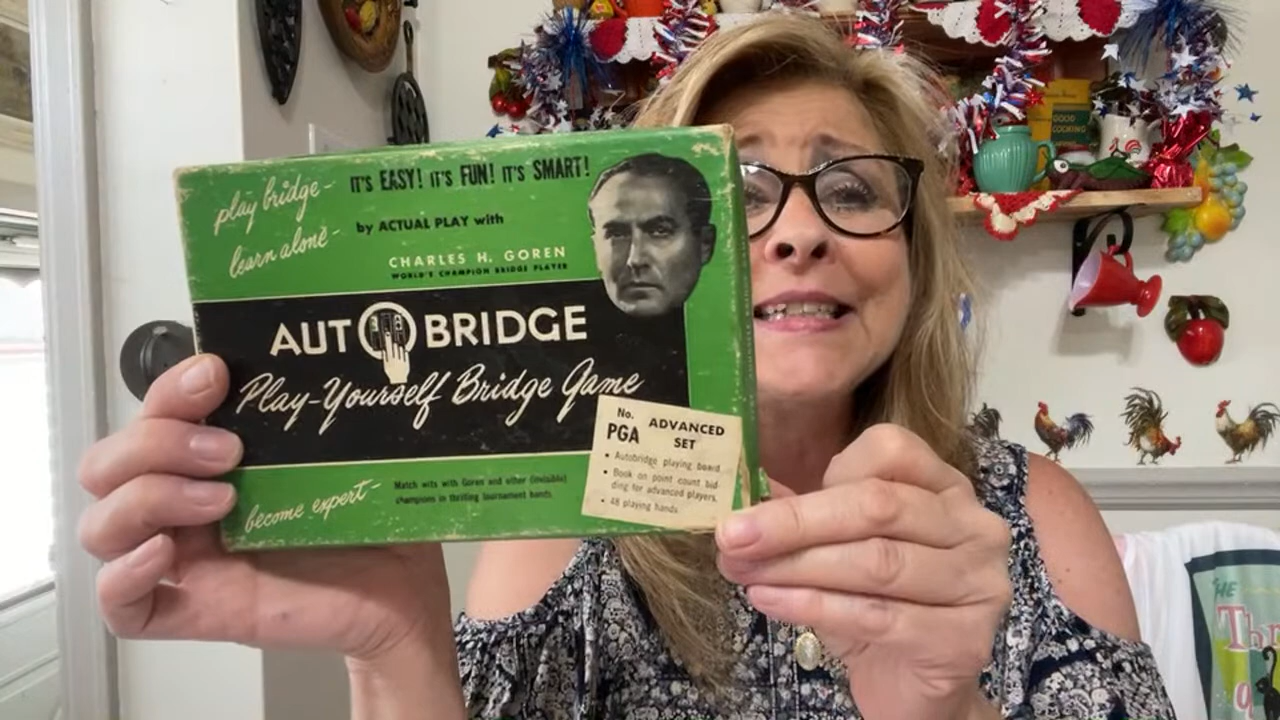 play bridge-
learn alone-
IT'S EASY! IT'S FUN! IT'S SMART!
by ACTUAL PLAY with
CHARLES H. GOREN
WORLD'S CHAMPION BRIDGE PLAYER
AUTOBRIDGE
Play-Yourself Bridge Game
No.
PGA
ADVANCED
SET
• Autobridge playing board
• Book on point count bid-
ding for advanced players.
• 48 playing hands
become expert-
Match wits with Goren and other (invisible)
champions in thrilling tournament hands
GOOD
COOKING
THE